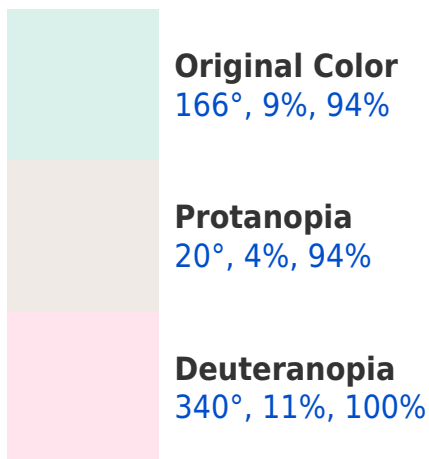 Original Color
166°, 9%, 94%
Protanopia
20°, 4%, 94%
Deuteranopia
340°, 11%, 100%